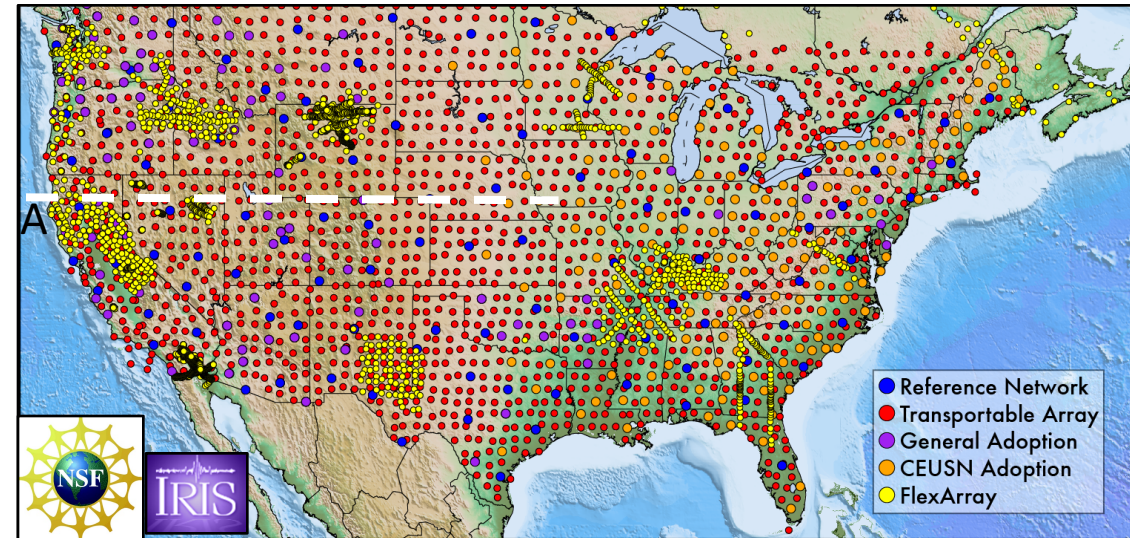 A
Reference Network
Transportable Array
General Adoption
CEUSN Adoption
FlexArray
NSF
IRIS